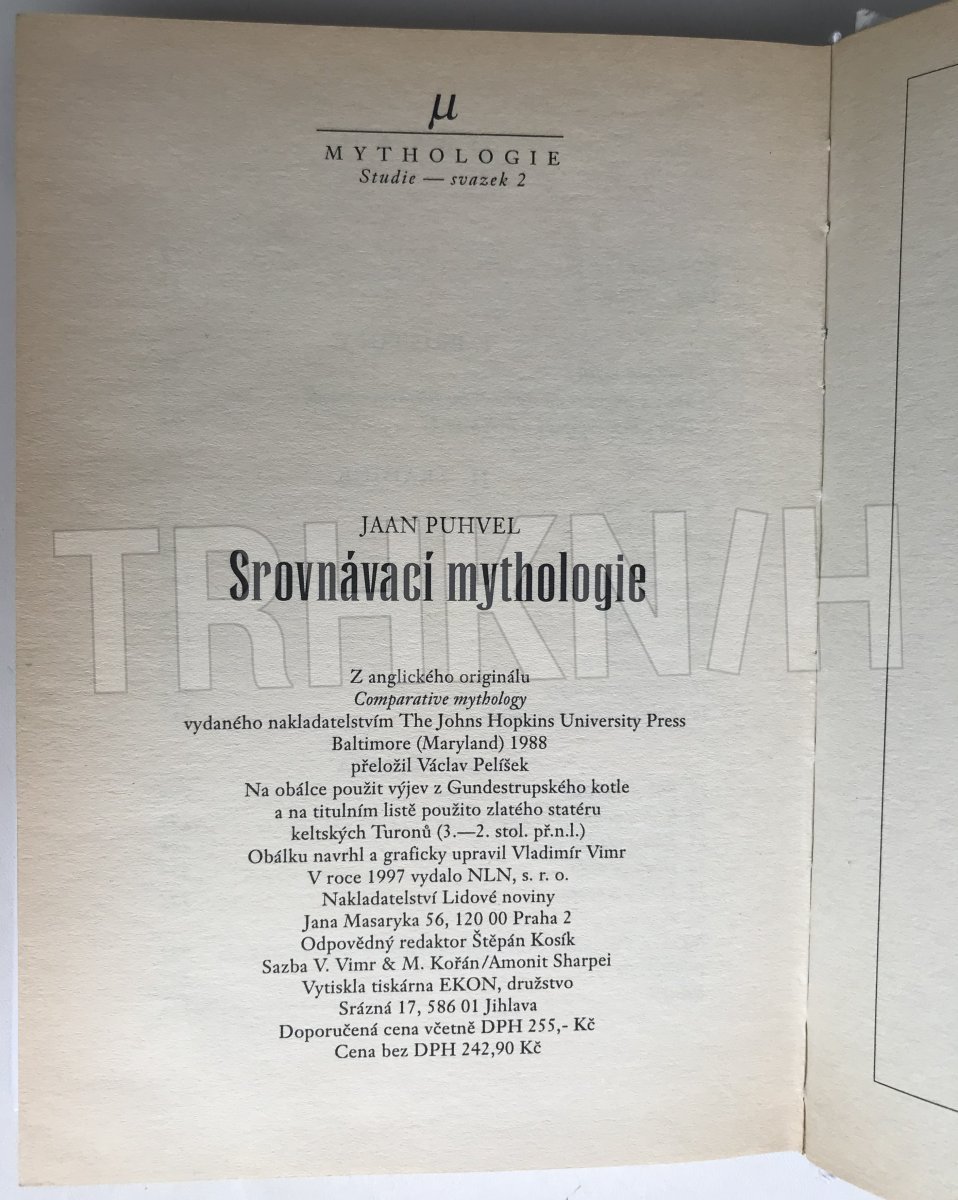 μ
MYTHOLOGIE
Studie — svazek 2
JAAN PUHVEL
Srovnávací mythologie
TRHKNIH
Z anglického originálu
Comparative mythology
vydaného nakladatelstvím The Johns Hopkins University Press
Baltimore (Maryland) 1988
přeložil Václav Pelíšek
Na obálce použit výjev z Gundestrupského kotle
a na titulním listě použito zlatého statéru
keltských Turonů (3.—2. stol. př.n.l.)
Obálku navrhl a graficky upravil Vladimír Vimr
V roce 1997 vydalo NLN, s. r. o.
Nakladatelství Lidové noviny
Jana Masaryka 56, 120 00 Praha 2
Odpovědný redaktor Štěpán Kosík
Sazba V. Vimr & M. Kořán/Amonit Sharpei
Vytiskla tiskárna EKON, družstvo
Srázná 17, 586 01 Jihlava
Doporučená cena včetně DPH 255,- Kč
Cena bez DPH 242,90 Kč